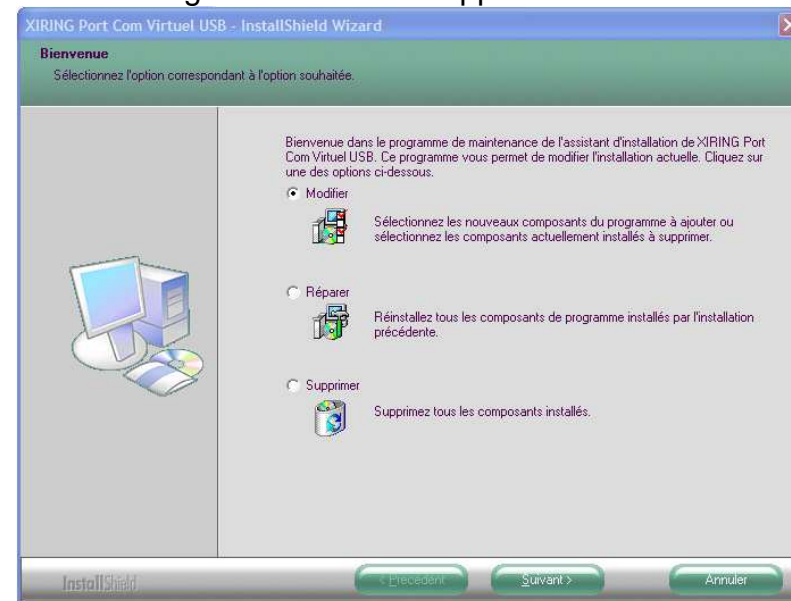 XIRING Port Com Virtuel USB - InstallShield Wizard
Bienvenue
Sélectionnez l'option correspondant à l'option souhaitée.
Bienvenue dans le programme de maintenance de l'assistant d'installation de XIRING Port
Com Virtuel USB. Ce programme vous permet de modifier l'installation actuelle. Cliquez sur
une des options ci-dessous.
Modifier
Sélectionnez les nouveaux composants du programme à ajouter ou
sélectionnez les composants actuellement installés à supprimer.
Réparer
Réinstallez tous les composants de programme installés par l'installation
précédente.
Supprimer
Supprimez tous les composants installés.
InstallShield
< Précédent
Suivant >
Annuler